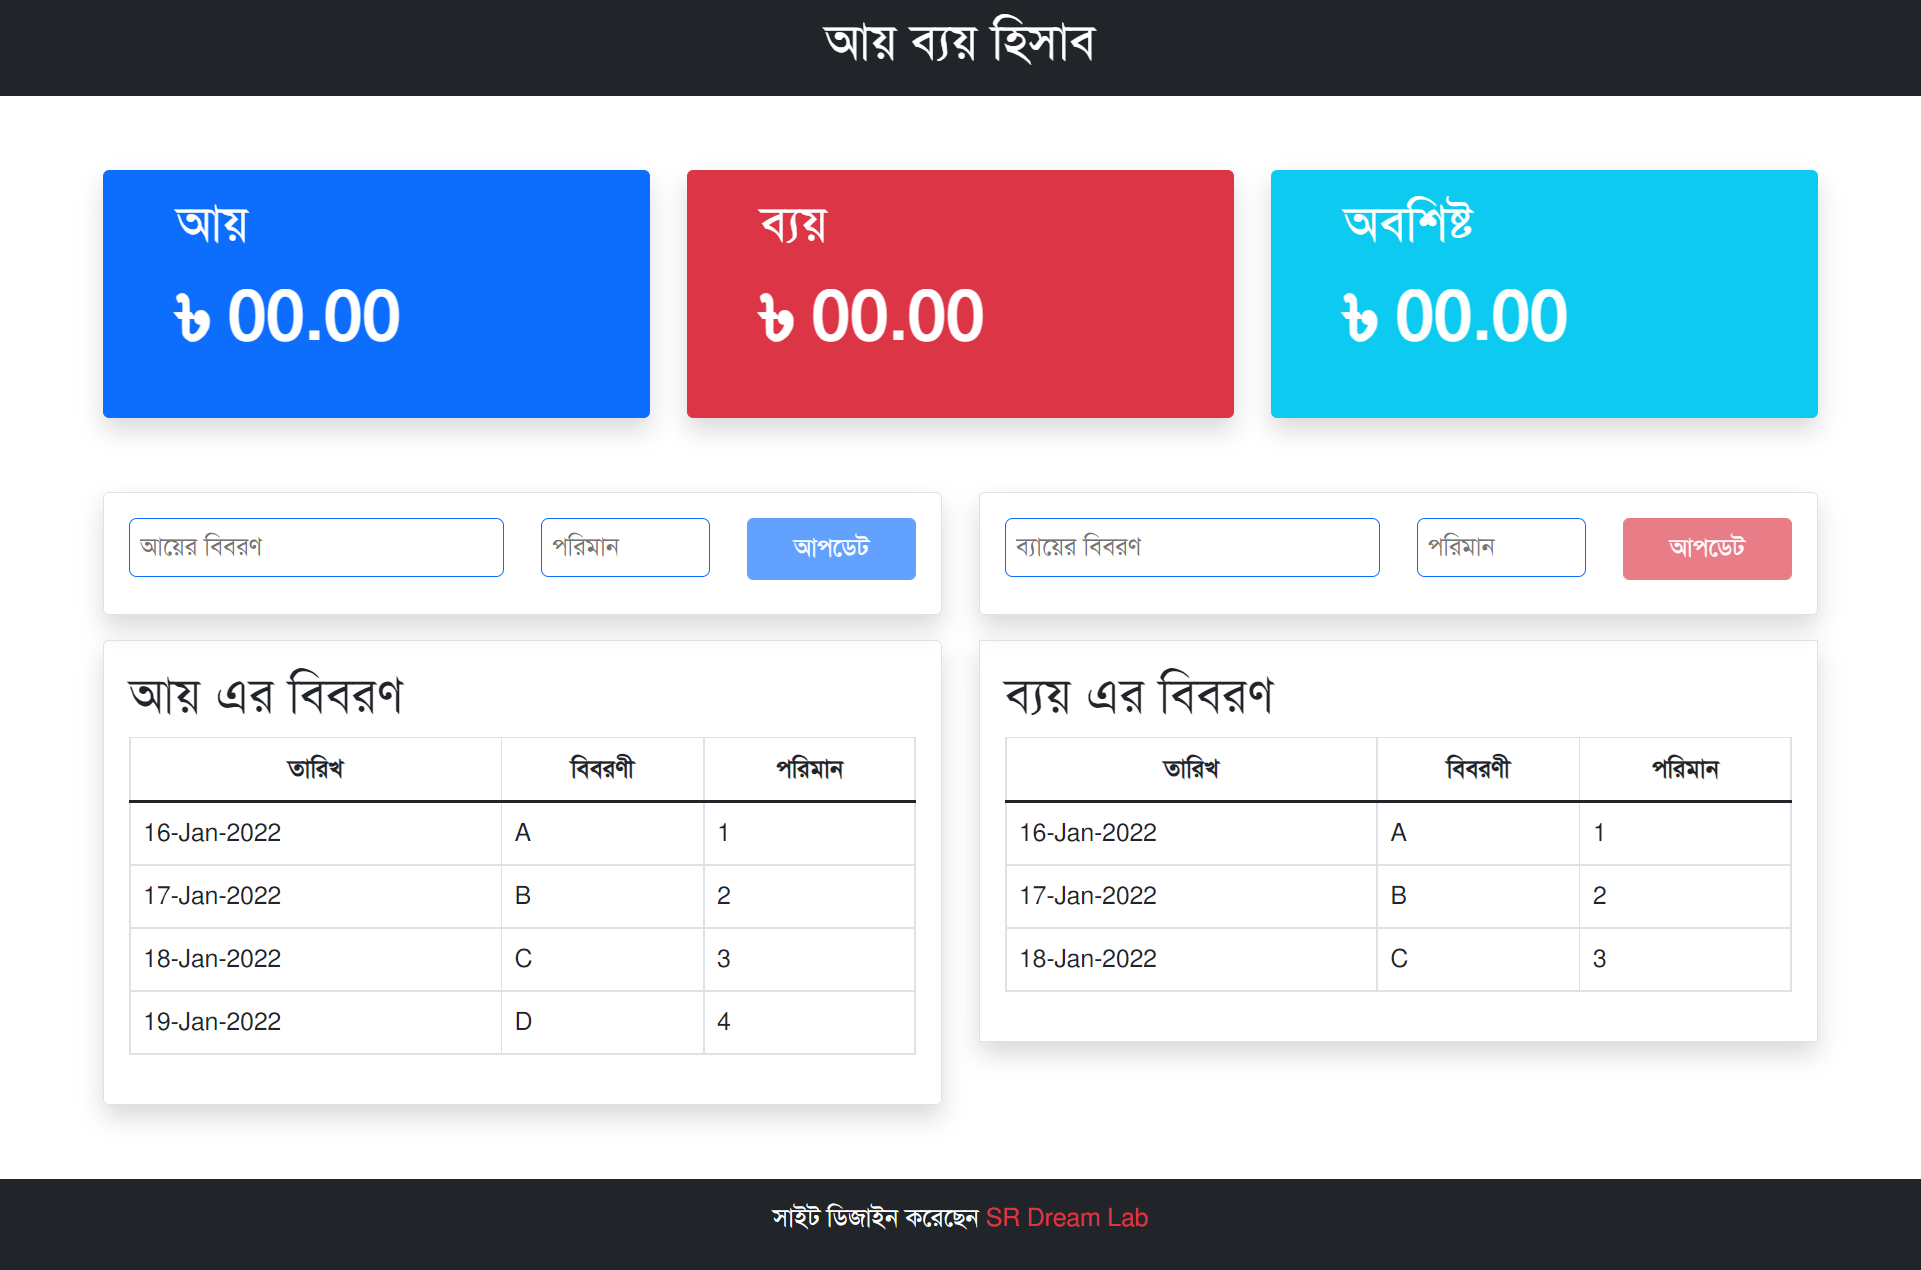 আয় ব্যয় হিসাব
আয়
৳ 00.00
ব্যয়
৳ 00.00
অবশিষ্ট
৳ 00.00
আয়ের বিবরণ পরিমান আপডেট
ব্যায়ের বিবরণ পরিমান আপডেট
আয় এর বিবরণ
তারিখ বিবরণী পরিমান
16-Jan-2022 A 1
17-Jan-2022 B 2
18-Jan-2022 C 3
19-Jan-2022 D 4
ব্যয় এর বিবরণ
তারিখ বিবরণী পরিমান
16-Jan-2022 A 1
17-Jan-2022 B 2
18-Jan-2022 C 3
সাইট ডিজাইন করেছেন SR Dream Lab